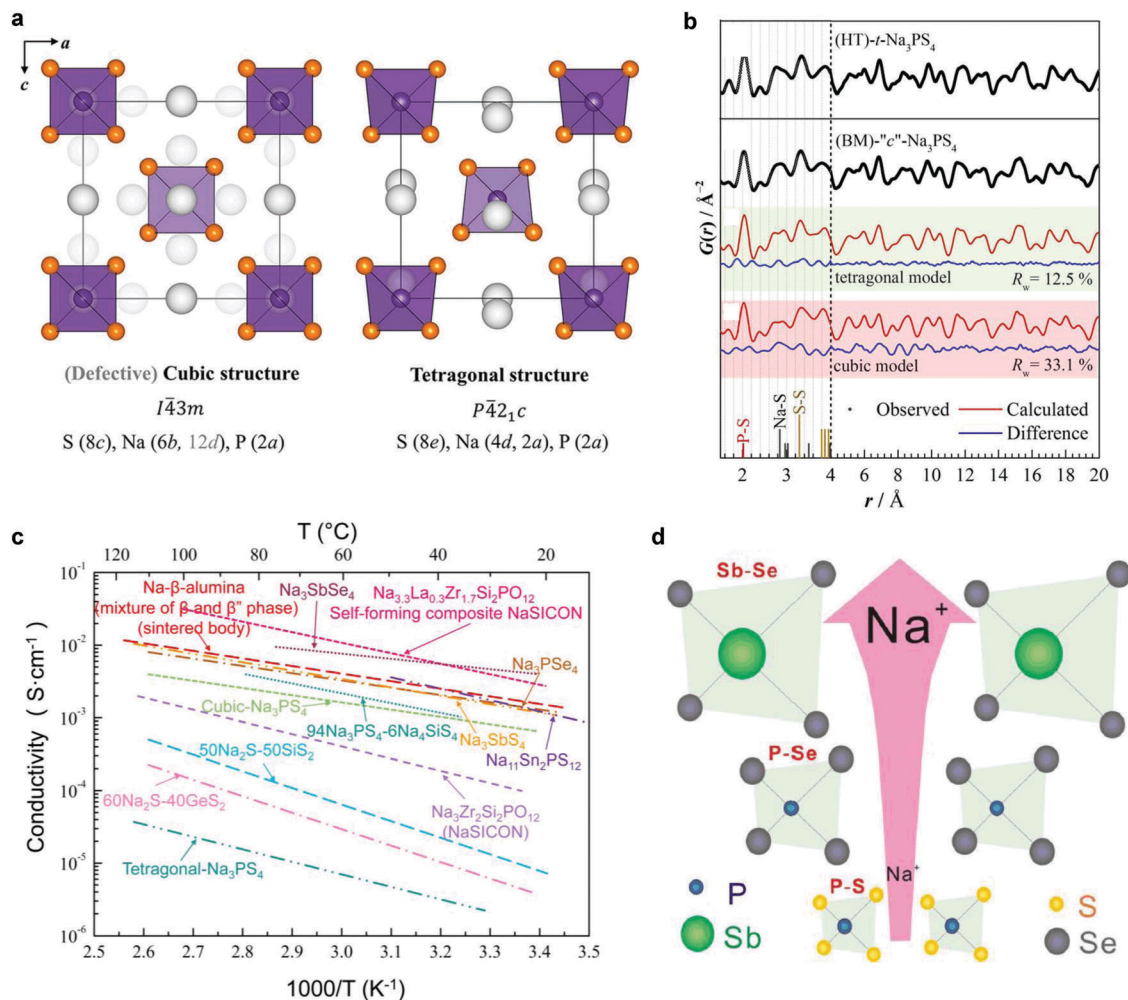 a
a
c
(Defective) Cubic structure
I4̅3m
S (8c), Na (6b, 12d), P (2a)
Tetragonal structure
P4̅2₁c
S (8e), Na (4d, 2a), P (2a)
b
G(r) / Å⁻²
(HT)-t-Na₃PS₄
(BM)-"c"-Na₃PS₄
tetragonal model
R_w = 12.5 %
cubic model
R_w = 33.1 %
P-S
Na-S
S-S
Observed
Calculated
Difference
2 3 4 6 8 10 12 14 16 18 20
r / Å
c
T (°C)
120 100 80 60 40 20
Conductivity ( S·cm⁻¹)
10⁻¹
10⁻²
10⁻³
10⁻⁴
10⁻⁵
10⁻⁶
Na-β-alumina
(mixture of β and β” phase)
(sintered body)
Na₃SbSe₄
Na₃.₃La₀.₃Zr₁.₇Si₂PO₁₂
Self-forming composite NaSICON
Na₃PSe₄
Cubic-Na₃PS₄
94Na₃PS₄-6Na₄SiS₄
Na₃SbS₄
Na₁₁Sn₂PS₁₂
50Na₂S-50SiS₂
60Na₂S-40GeS₂
Na₃Zr₂Si₂PO₁₂
(NaSICON)
Tetragonal-Na₃PS₄
2.5 2.6 2.7 2.8 2.9 3.0 3.1 3.2 3.3 3.4 3.5
1000/T (K⁻¹)
d
Sb-Se
Na⁺
P-Se
Na⁺
P-S
P
Sb
S
Se